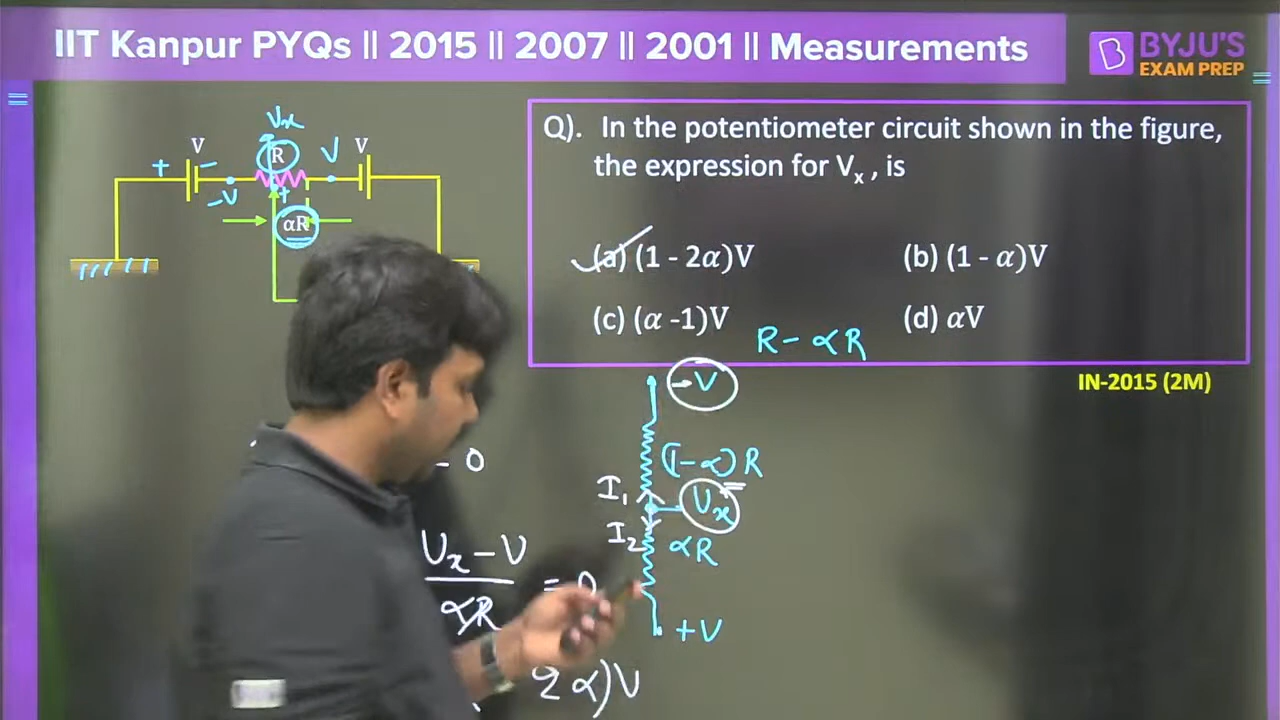 IIT Kanpur PYQs || 2015 || 2007 || 2001 || Measurements
BYJU'S
EXAM PREP
Q). In the potentiometer circuit shown in the figure,
the expression for Vx , is
(a) (1 - 2α)V
(b) (1 - α)V
(c) (α -1)V
(d) αV
IN-2015 (2M)
Vx
V
R
V
V
+
-
-V
+
αR
R - αR
-V
(1-α)R
I1
Vx
I2
αR
+V
- 0
Vx - V
αR
= 0
2α)V